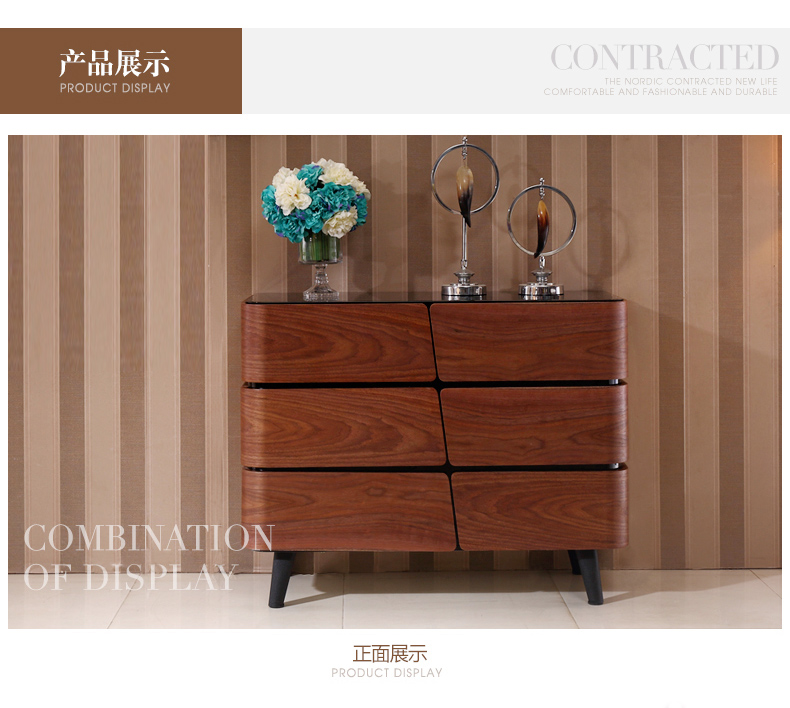 产品展示
PRODUCT DISPLAY
CONTRACTED
THE NORDIC CONTRACTED NEW LIFE
COMFORTABLE AND FASHIONABLE AND DURABLE
COMBINATION
OF DISPLAY
正面展示
PRODUCT DISPLAY